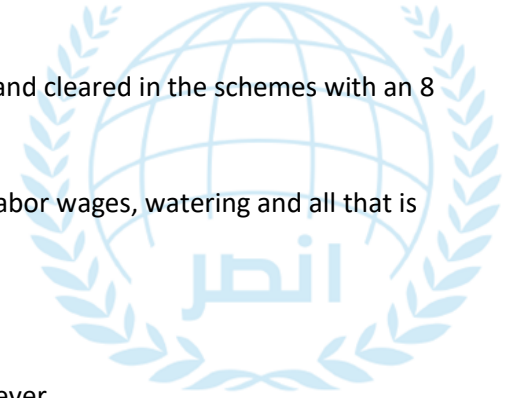 and cleared in the schemes with an 8
abor wages, watering and all that is
انصر
ever